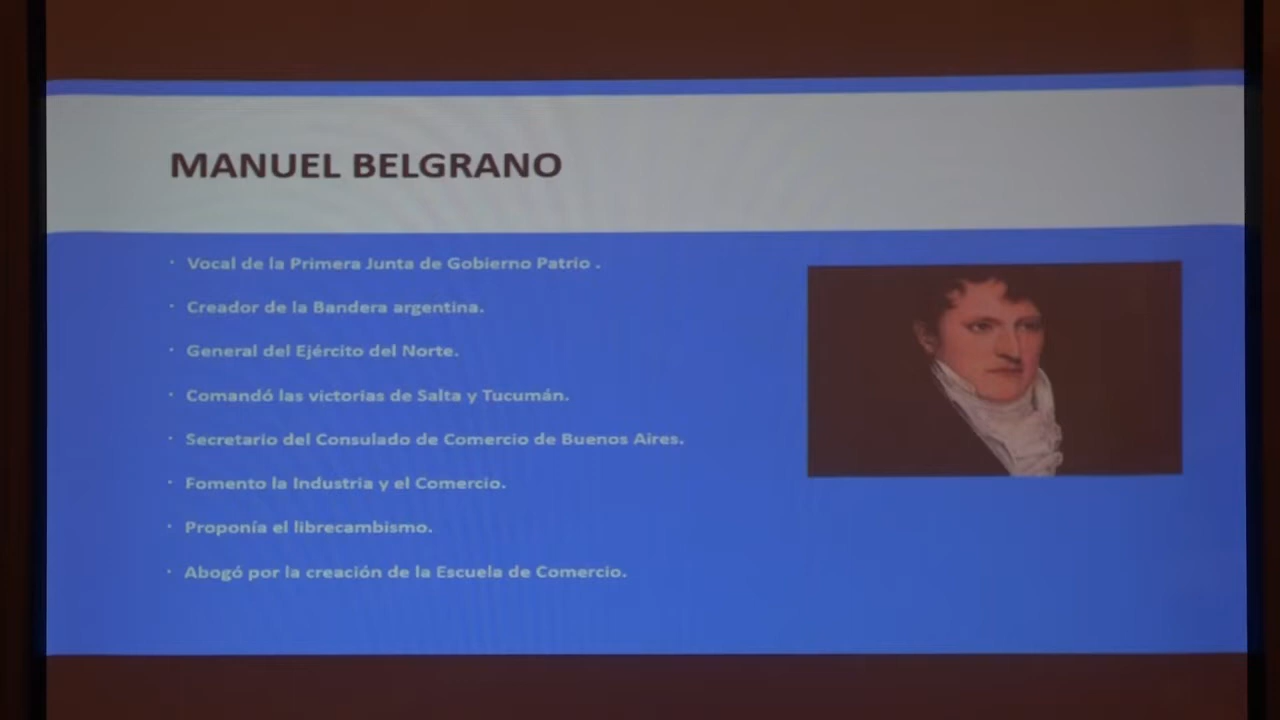 MANUEL BELGRANO
· Vocal de la Primera Junta de Gobierno Patrio .
· Creador de la Bandera argentina.
· General del Ejército del Norte.
· Comandó las victorias de Salta y Tucumán.
· Secretario del Consulado de Comercio de Buenos Aires.
· Fomento la Industria y el Comercio.
· Proponía el librecambismo.
· Abogó por la creación de la Escuela de Comercio.